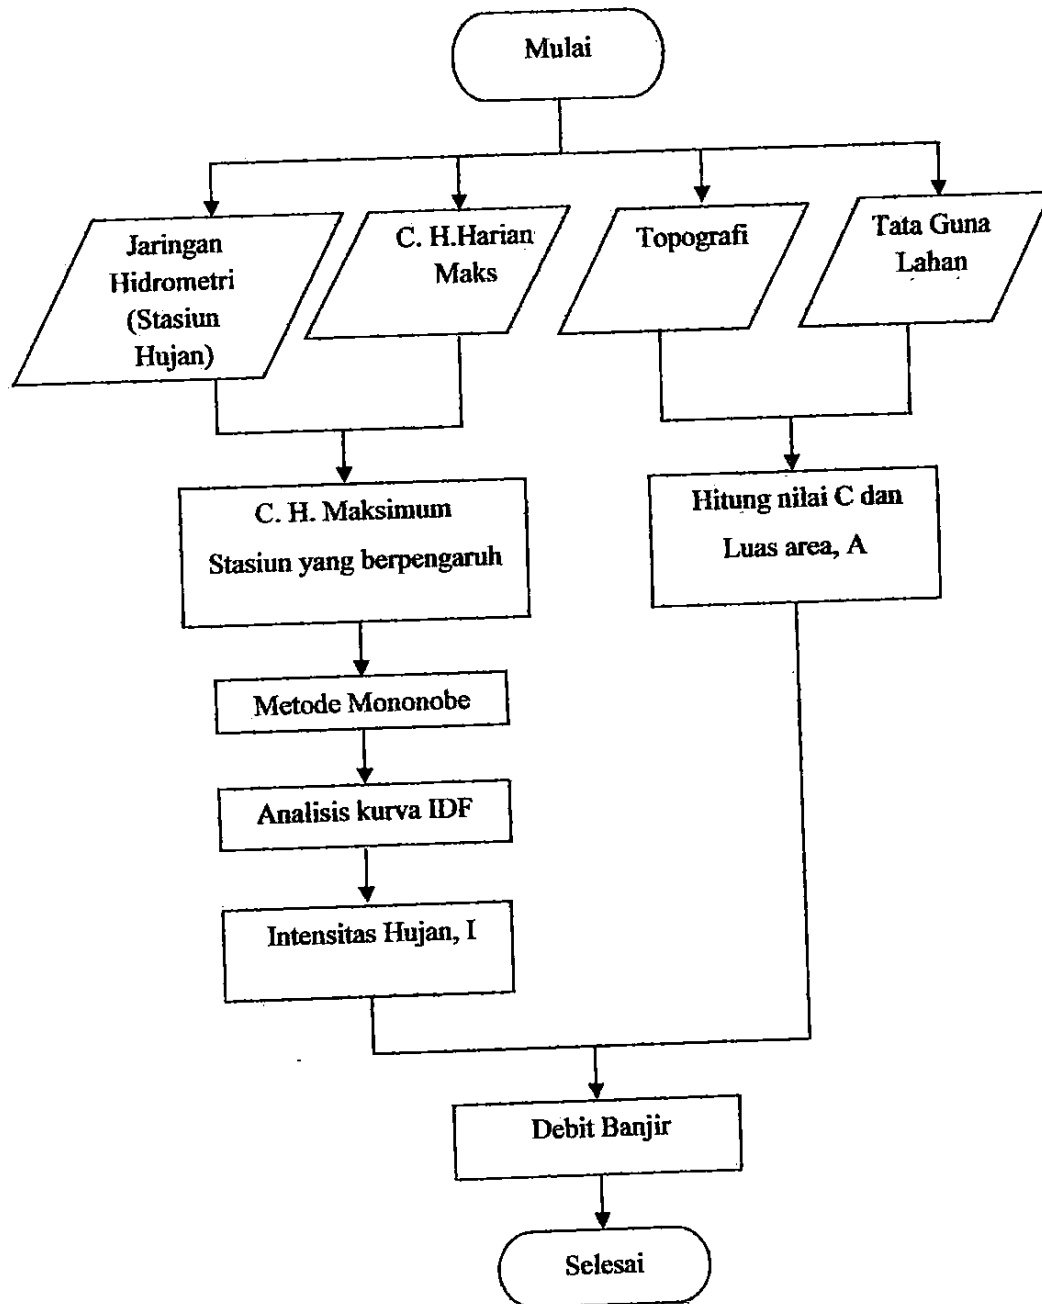 Mulai
Jaringan
Hidrometri
(Stasiun
Hujan)
C. H.Harian
Maks
Topografi
Tata Guna
Lahan
C. H. Maksimum
Stasiun yang berpengaruh
Hitung nilai C dan
Luas area, A
Metode Mononobe
Analisis kurva IDF
Intensitas Hujan, I
Debit Banjir
Selesai